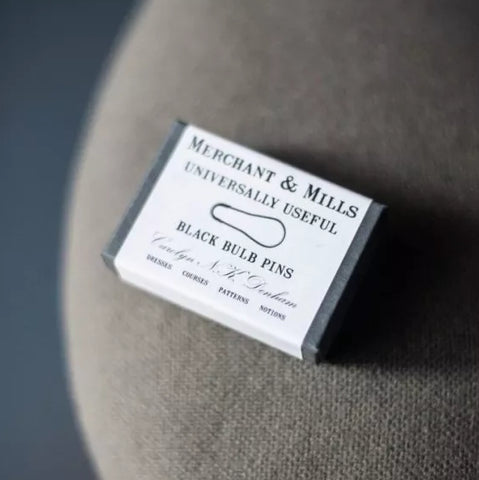 MERCHANT & MILLS
UNIVERSALLY USEFUL
BLACK BULB PINS
Carolyn N.K. Denham
DRESSES COURSES PATTERNS NOTIONS